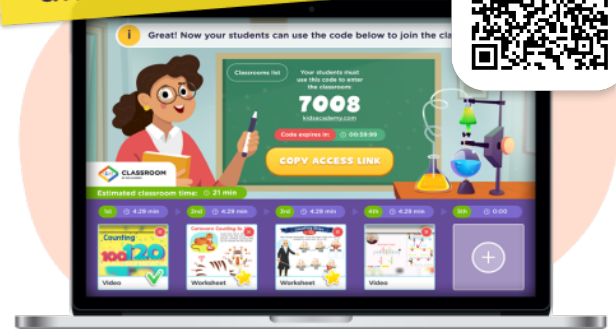 Great! Now your students can use the code below to join the cla
Classrooms list
Your students must
use this code to enter
the classroom:
7008
kidsacademy.com
Code expires in:
00:59:99
COPY ACCESS LINK
CLASSROOM
Estimated classroom time: 21 min
1st 4:29 min
2nd 4:29 min
3rd 4:29 min
4th 4:29 min
5th 0:00
Counting
100
120
Video
Worksheet
Worksheet
Video